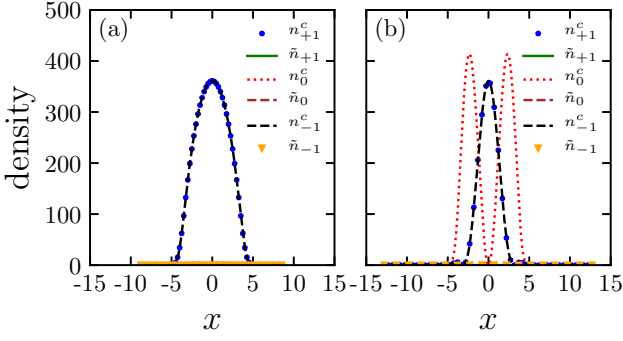 density
500
400
300
200
100
0
(a)
n^c_{+1}
ñ_{+1}
n^c_0
ñ_0
n^c_{-1}
ñ_{-1}
-15 -10 -5 0 5 10 15
x
(b)
n^c_{+1}
ñ_{+1}
n^c_0
ñ_0
n^c_{-1}
ñ_{-1}
-15 -10 -5 0 5 10 15
x